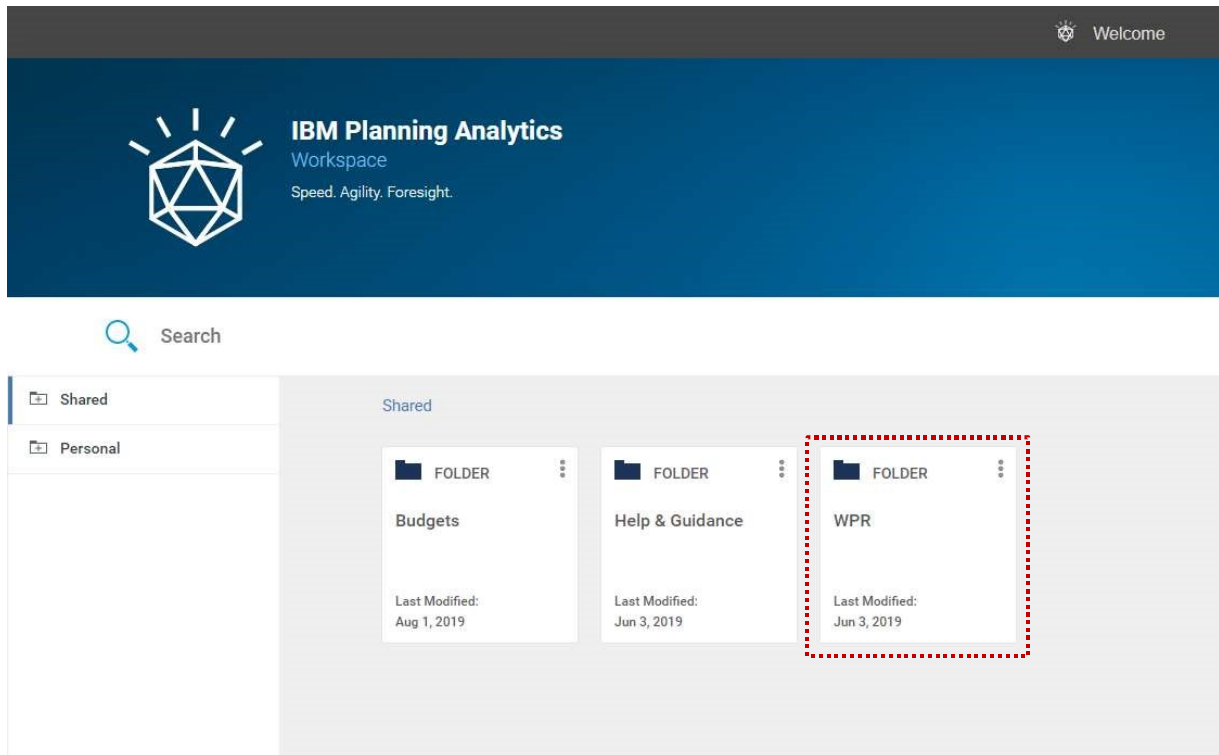 Welcome
IBM Planning Analytics
Workspace
Speed. Agility. Foresight.
Search
Shared
Personal
Shared
FOLDER
Budgets
Last Modified:
Aug 1, 2019
FOLDER
Help & Guidance
Last Modified:
Jun 3, 2019
FOLDER
WPR
Last Modified:
Jun 3, 2019